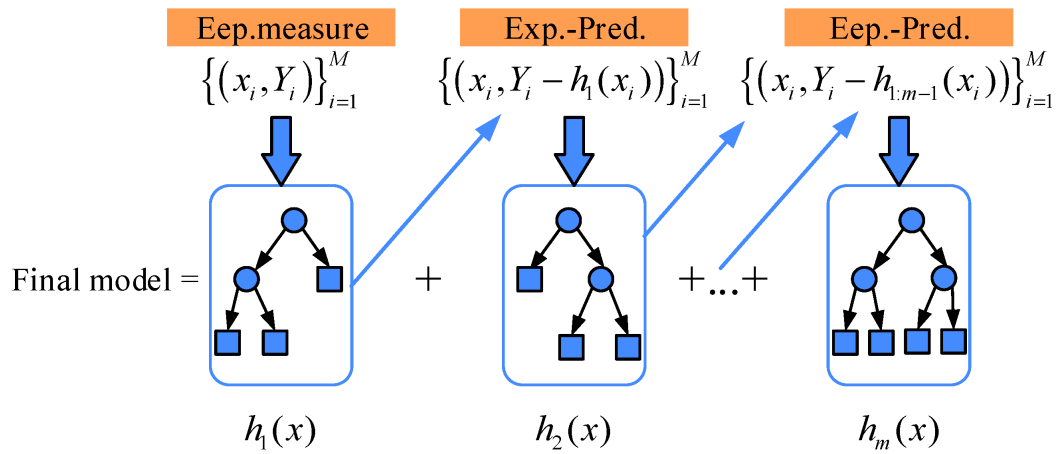 Eep.measure Exp.-Pred. Eep.-Pred.
{(x_i, Y_i)}_{i=1}^{M} {(x_i, Y_i − h_1(x_i))}_{i=1}^{M} {(x_i, Y_i − h_{1:m−1}(x_i))}_{i=1}^{M}
Final model = + +...+
h_1(x) h_2(x) h_m(x)